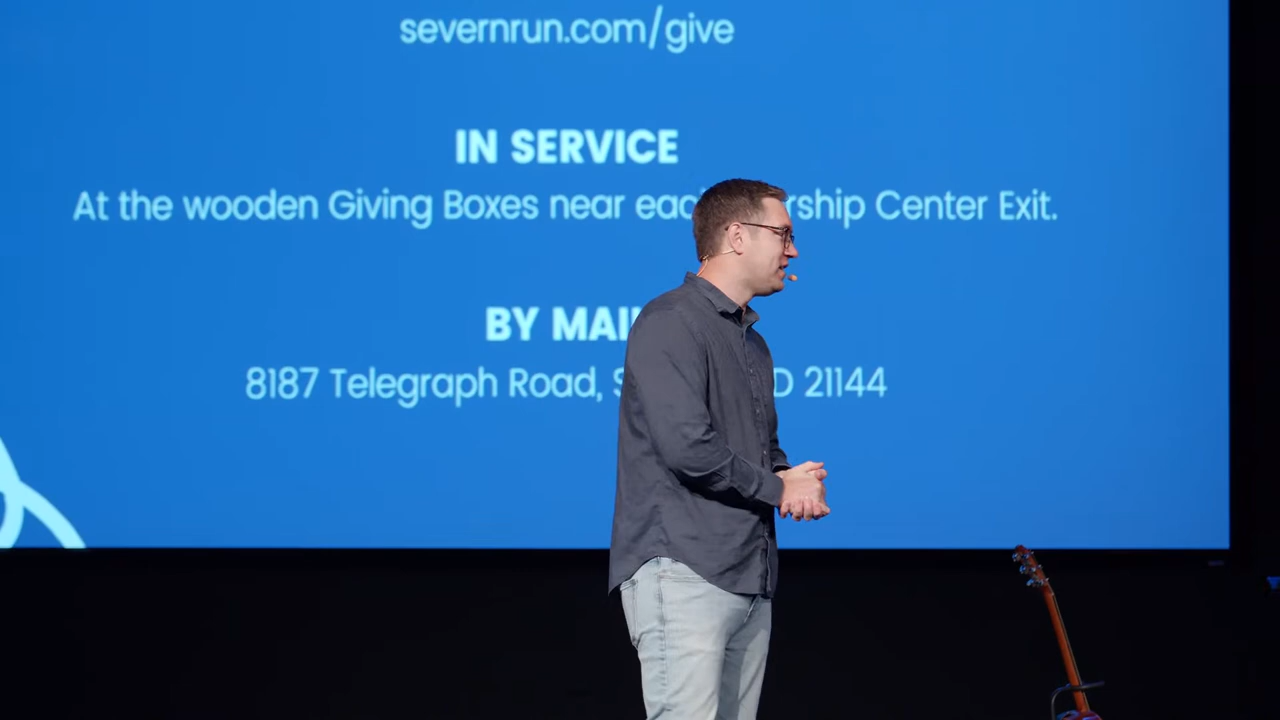 severnrun.com/give
IN SERVICE
At the wooden Giving Boxes near each rship Center Exit.
BY MAI
8187 Telegraph Road, S D 21144